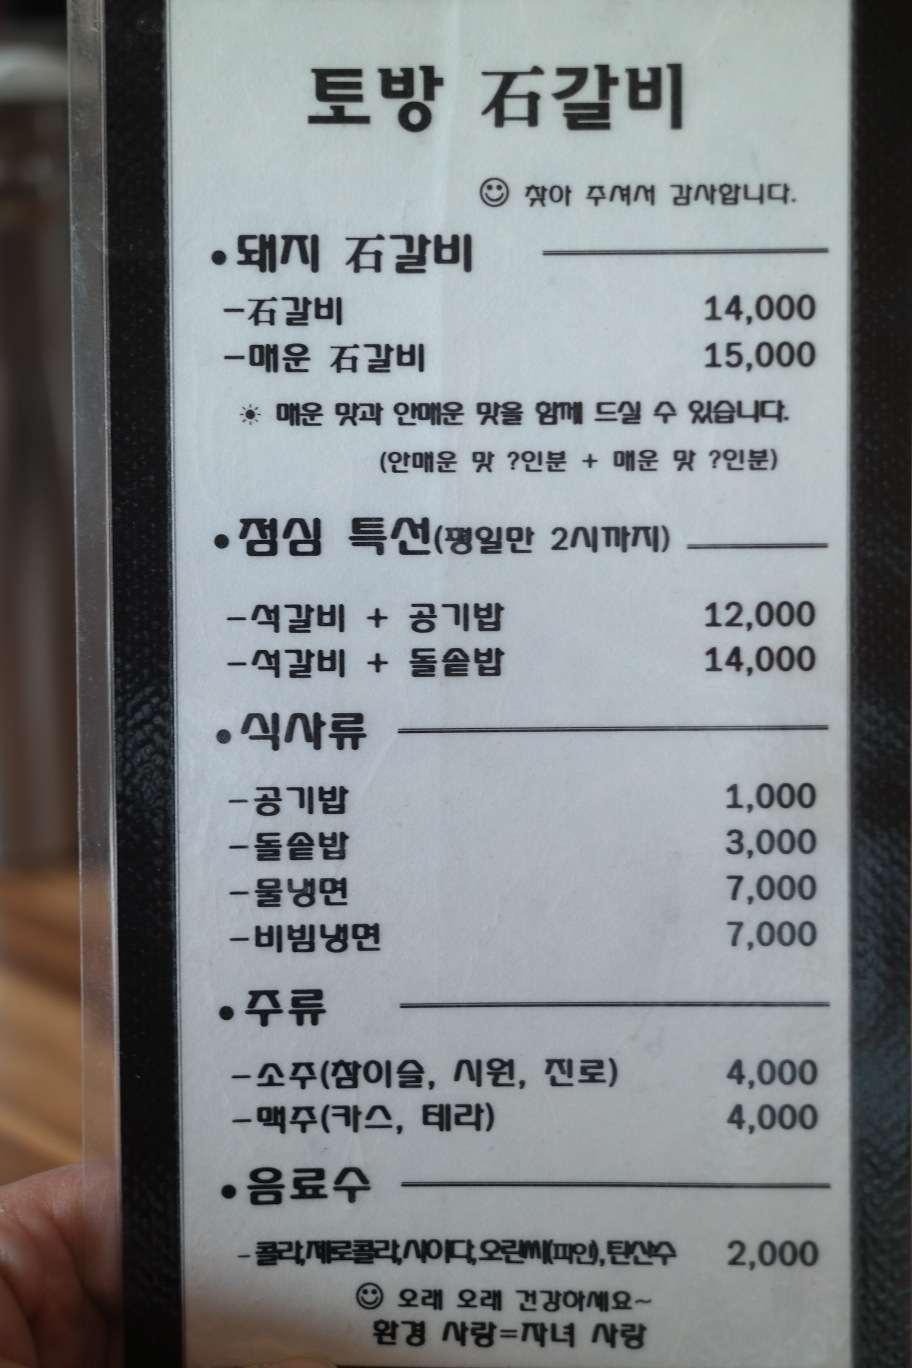 토방 石갈비
☺ 찾아 주셔서 감사합니다.
•돼지 石갈비
-石갈비 14,000
-매운 石갈비 15,000
☀ 매운 맛과 안매운 맛을 함께 드실 수 있습니다.
(안매운 맛 ?인분 + 매운 맛 ?인분)
•점심 특선(평일만 2시까지)
-석갈비 + 공기밥 12,000
-석갈비 + 돌솥밥 14,000
•식사류
-공기밥 1,000
-돌솥밥 3,000
-물냉면 7,000
-비빔냉면 7,000
•주류
-소주(참이슬, 시원, 진로) 4,000
-맥주(카스, 테라) 4,000
•음료수
-콜라,제로콜라,사이다,오란씨(파인),탄산수 2,000
☺ 오래 오래 건강하세요~
환경 사랑=자녀 사랑